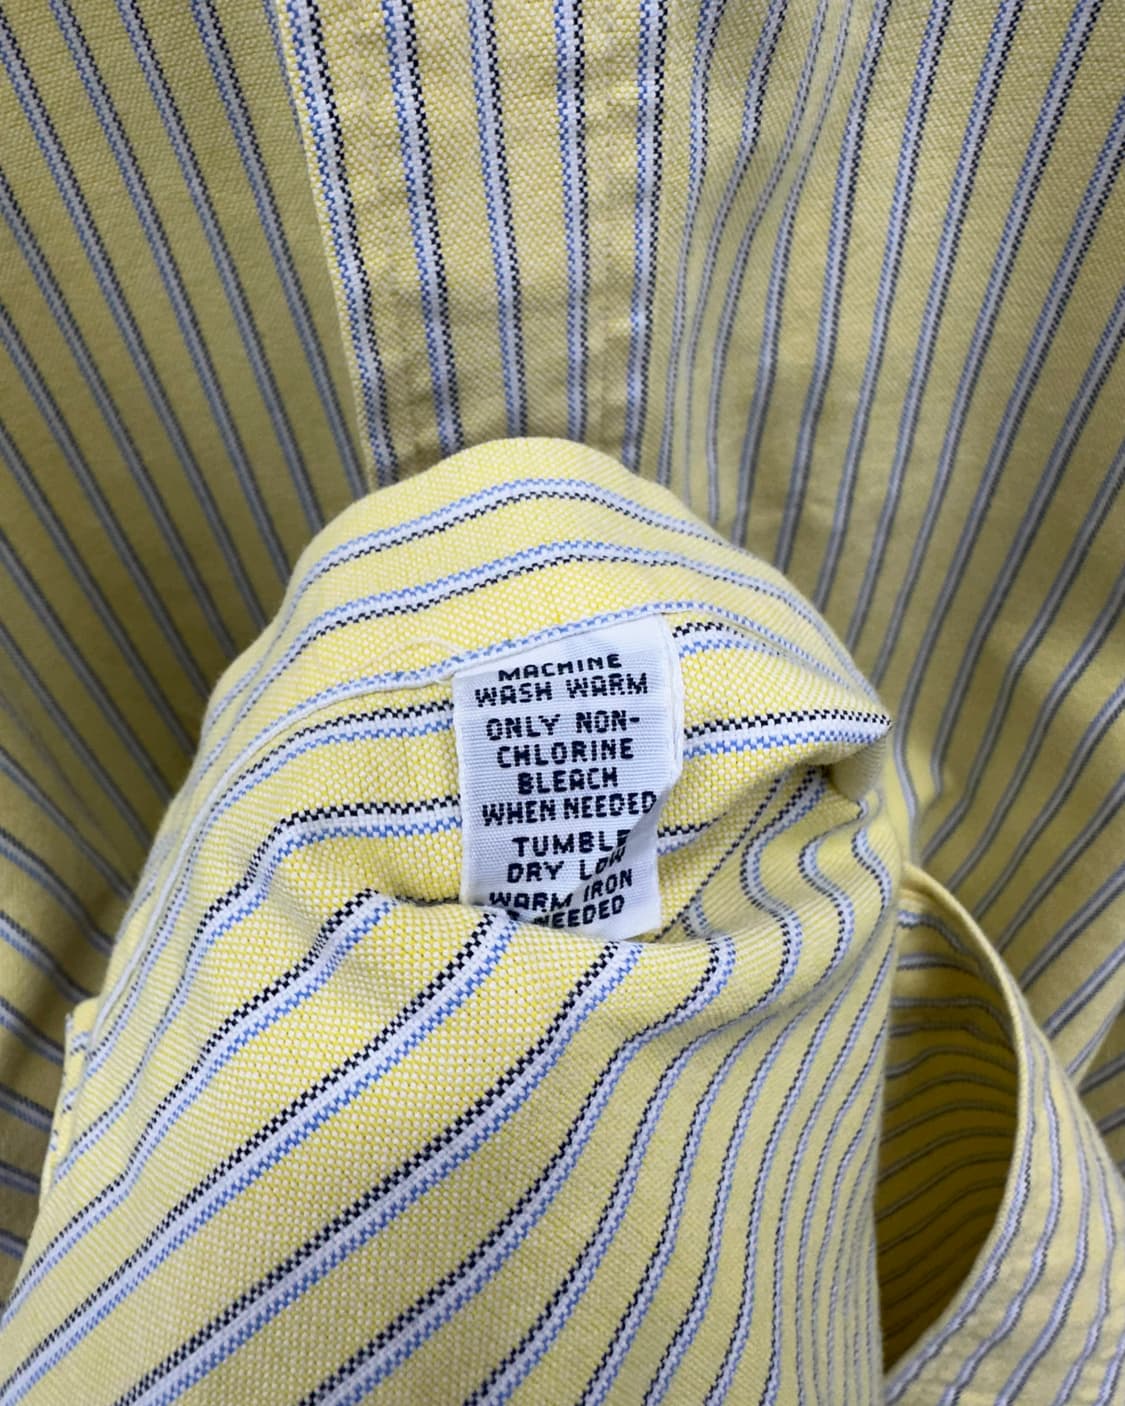 MACHINE
WASH WARM
ONLY NON-
CHLORINE
BLEACH
WHEN NEEDED
TUMBLE
DRY LOW
WARM IRON
NEEDED